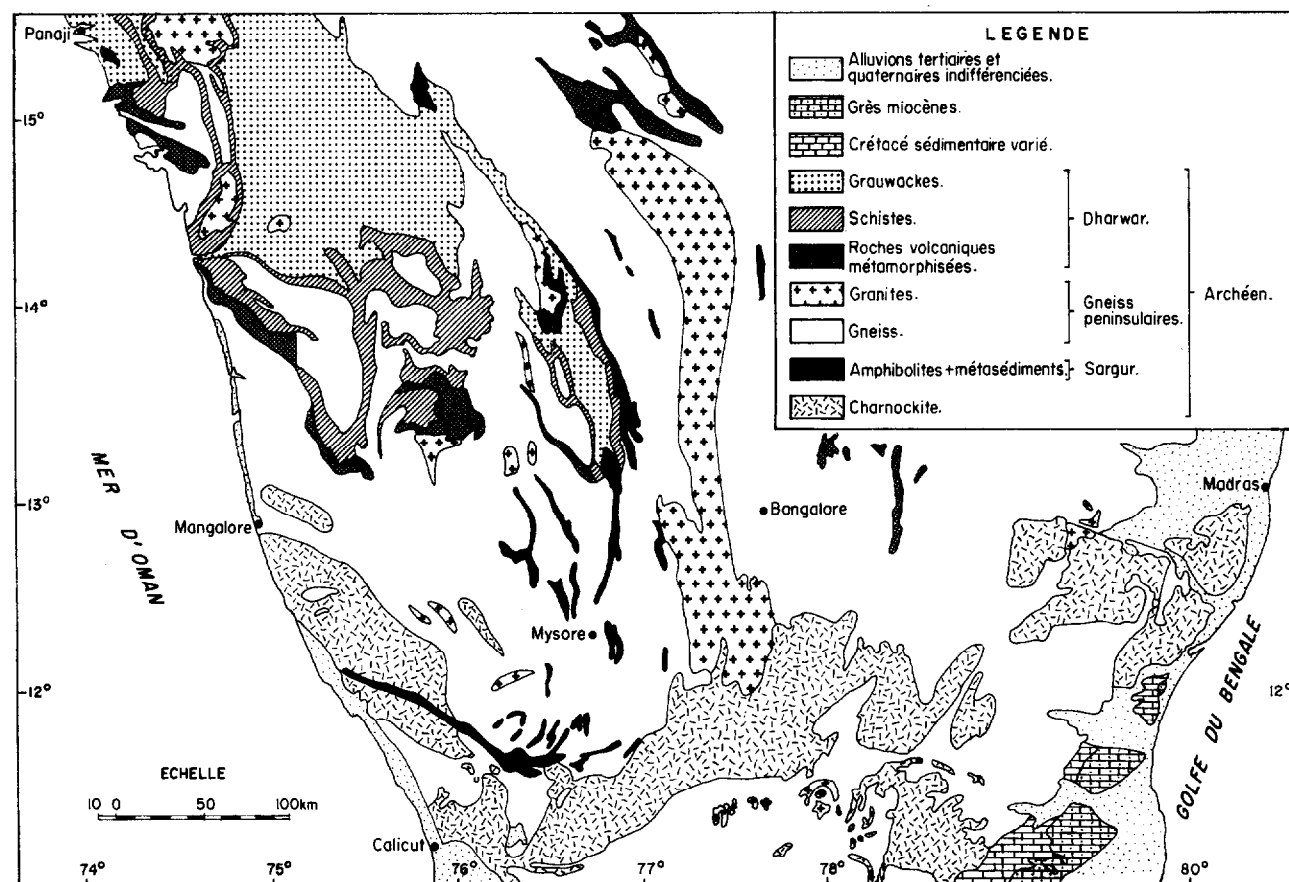 LEGENDE
Alluvions tertiaires et
quaternaires indifférenciées.
Grès miocènes.
Crétacé sédimentaire varié.
Grauwackes.
Schistes.
Roches volcaniques
métamorphisées.
Dharwar.
Granites.
Gneiss.
Gneiss
peninsulaires.
Archéen.
Amphibolites + métasédiments.
Sargur.
Charnockite.
Panaji
15°
14°
13°
12°
12°
Mangalore
Bangalore
Madras
Mysore
Calicut
MER D'OMAN
GOLFE DU BENGALE
ECHELLE
10 0 50 100km
74° 75° 76° 77° 78° 80°